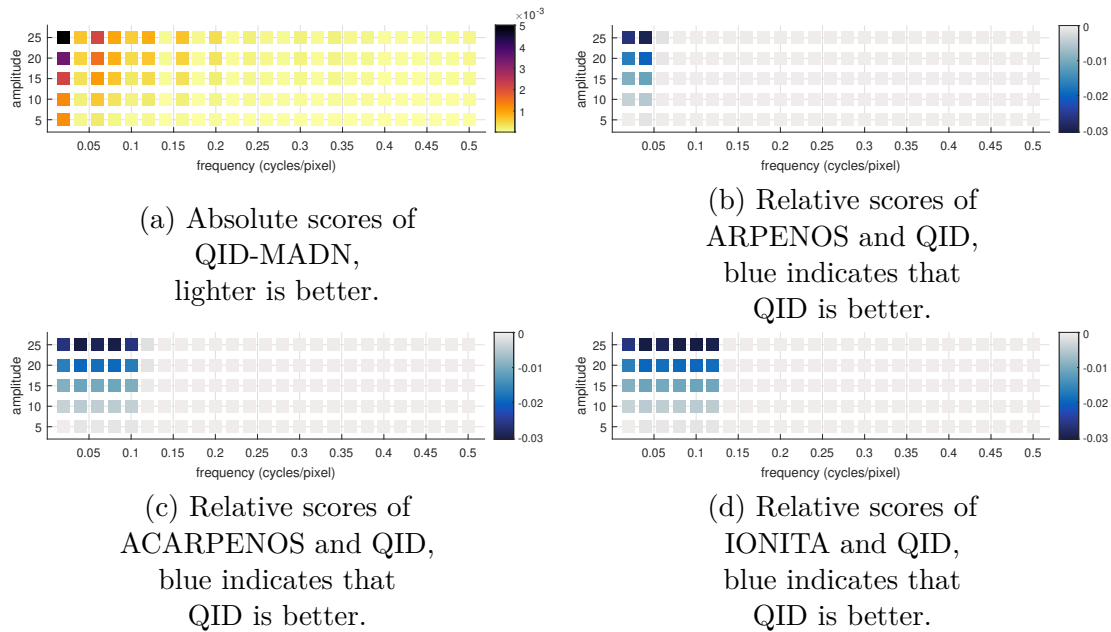 ×10⁻³
25
20
15
10
5
amplitude
5
4
3
2
1
0.05 0.1 0.15 0.2 0.25 0.3 0.35 0.4 0.45 0.5
frequency (cycles/pixel)
(a) Absolute scores of
QID-MADN,
lighter is better.
25
20
15
10
5
amplitude
0
-0.01
-0.02
-0.03
0.05 0.1 0.15 0.2 0.25 0.3 0.35 0.4 0.45 0.5
frequency (cycles/pixel)
(b) Relative scores of
ARPENOS and QID,
blue indicates that
QID is better.
25
20
15
10
5
amplitude
0
-0.01
-0.02
-0.03
0.05 0.1 0.15 0.2 0.25 0.3 0.35 0.4 0.45 0.5
frequency (cycles/pixel)
(c) Relative scores of
ACARPENOS and QID,
blue indicates that
QID is better.
25
20
15
10
5
amplitude
0
-0.01
-0.02
-0.03
0.05 0.1 0.15 0.2 0.25 0.3 0.35 0.4 0.45 0.5
frequency (cycles/pixel)
(d) Relative scores of
IONITA and QID,
blue indicates that
QID is better.